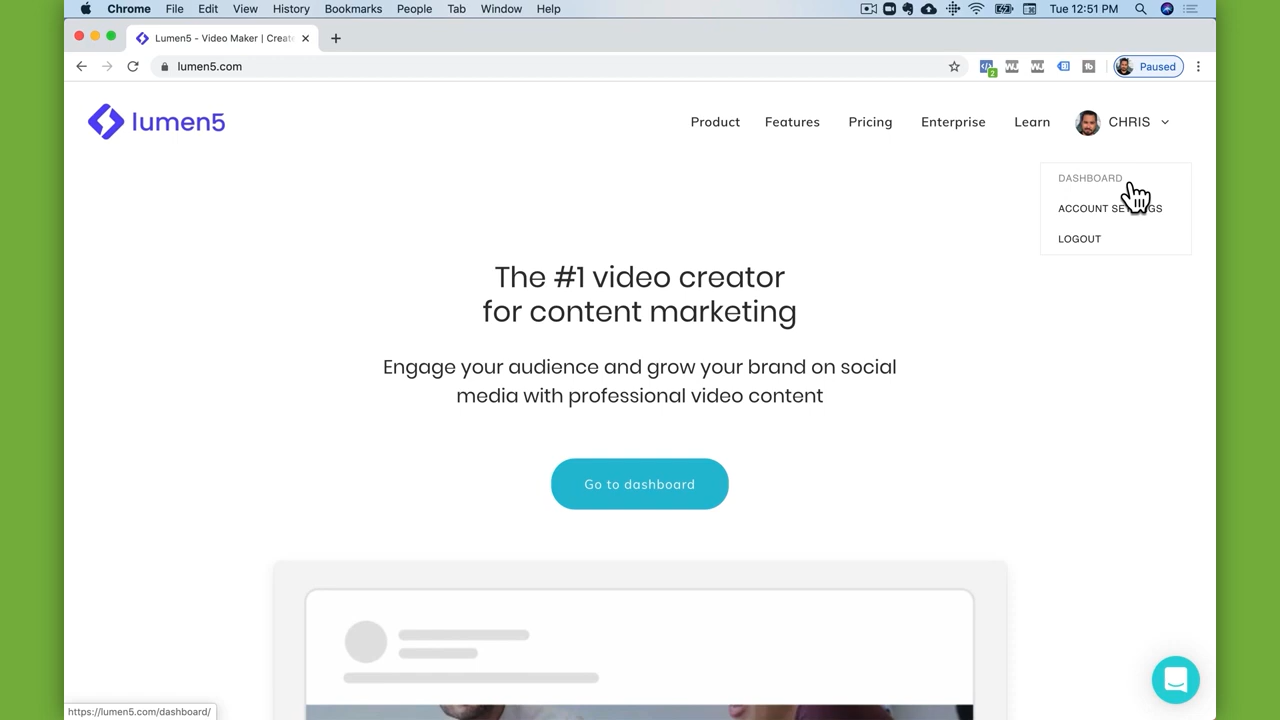 Chrome File Edit View History Bookmarks People Tab Window Help Tue 12:51 PM
Lumen5 - Video Maker | Creat
lumen5.com 2 Paused
lumen5 Product Features Pricing Enterprise Learn CHRIS
DASHBOARD
ACCOUNT SE GS
LOGOUT
The #1 video creator
for content marketing
Engage your audience and grow your brand on social
media with professional video content
Go to dashboard
https://lumen5.com/dashboard/